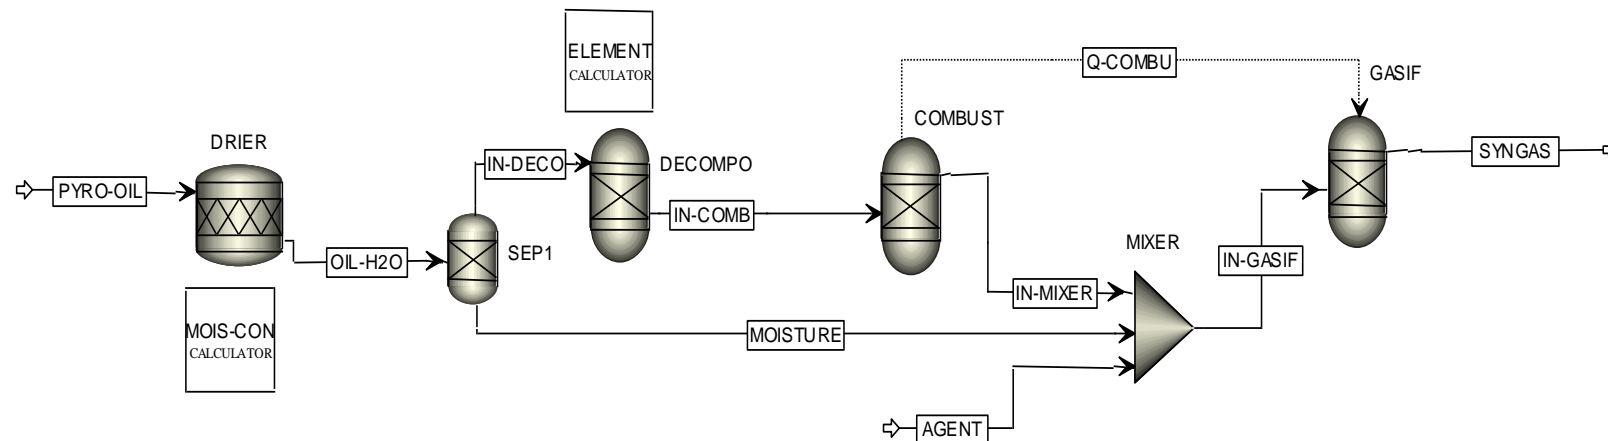 ELEMENT
CALCULATOR
Q-COMBU
GASIF
COMBUST
DRIER
IN-DECO
DECOMPO
SYNGAS
PYRO-OIL
IN-COMB
MIXER
OIL-H2O
SEP1
IN-GASIF
IN-MIXER
MOIS-CON
CALCULATOR
MOISTURE
AGENT